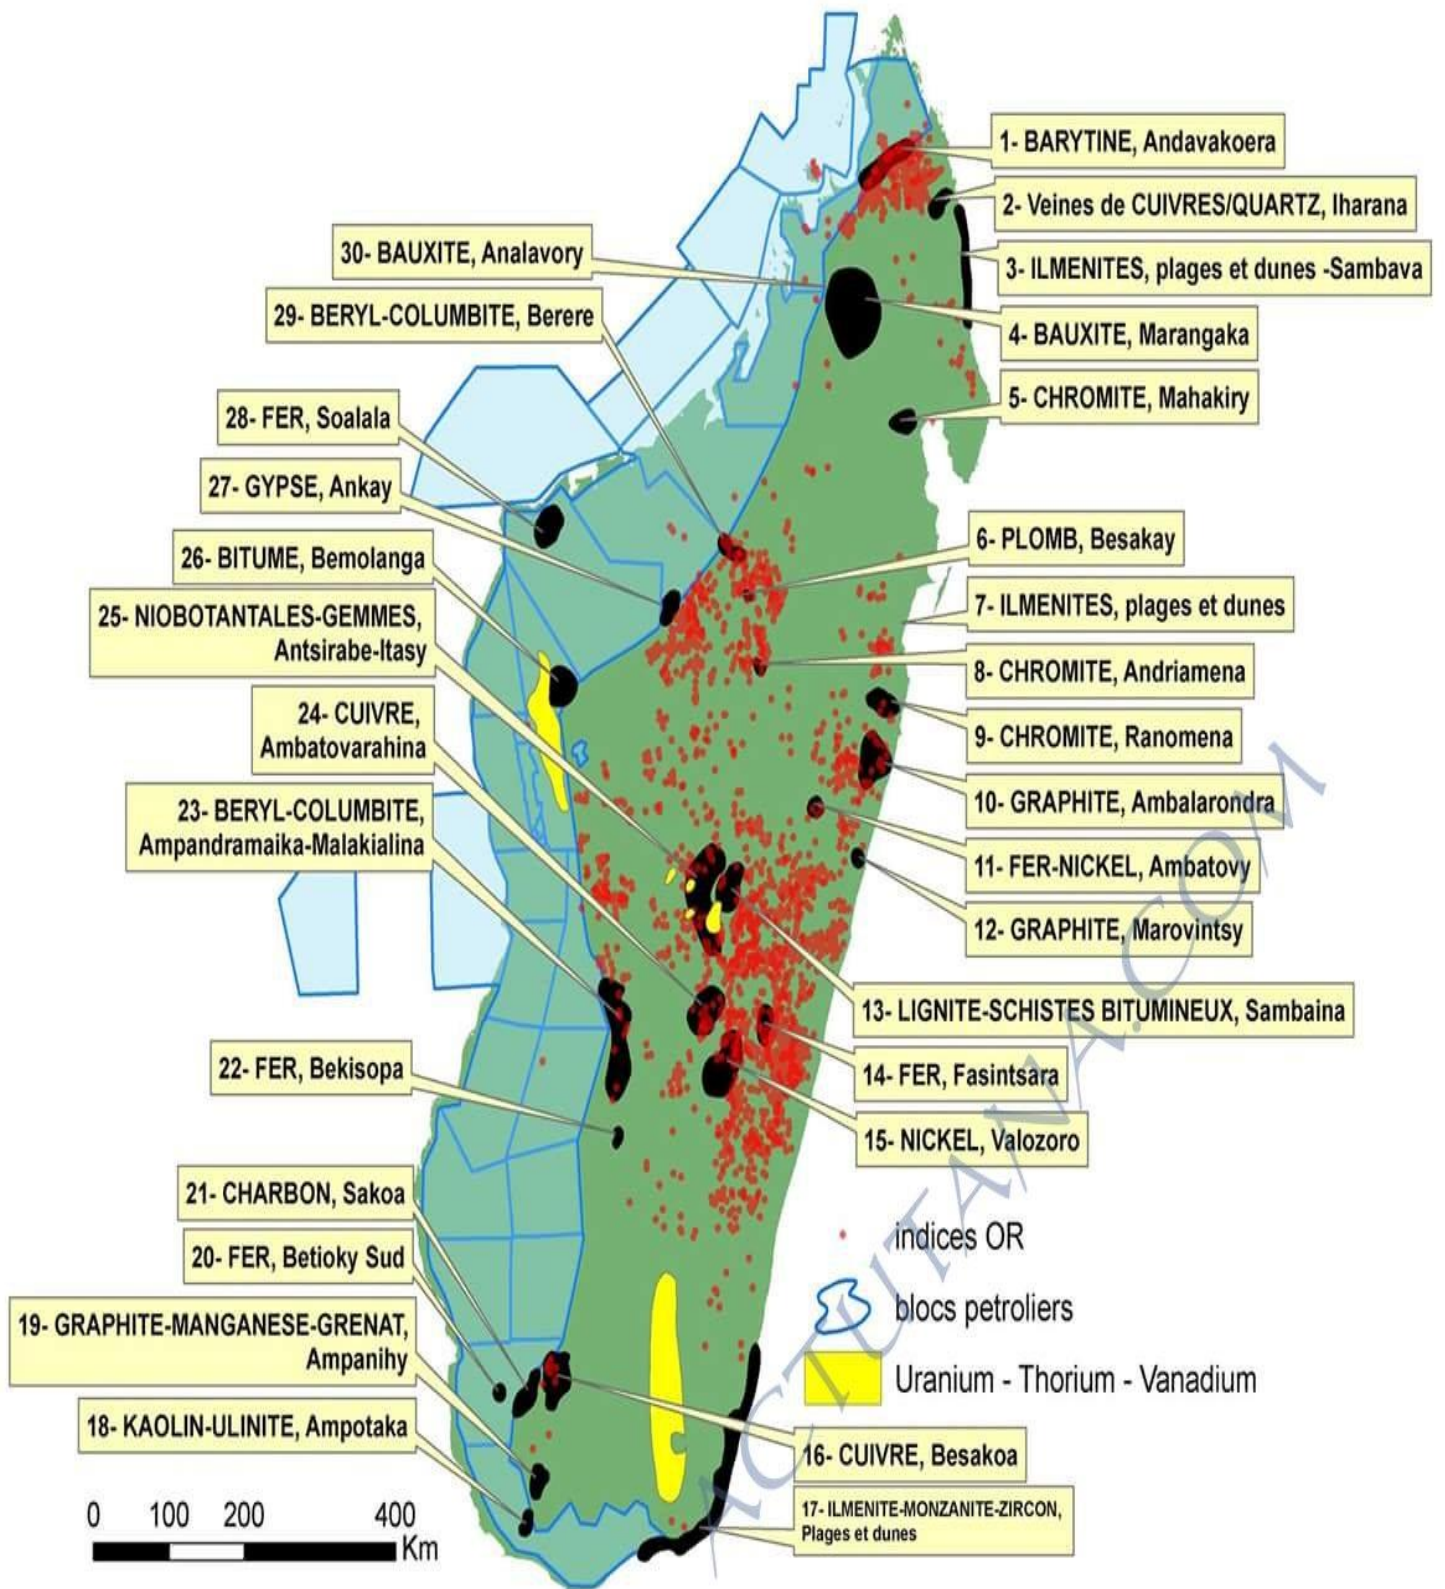 1- BARYTINE, Andavakoera
2- Veines de CUIVRES/QUARTZ, Iharana
3- ILMENITES, plages et dunes -Sambava
4- BAUXITE, Marangaka
5- CHROMITE, Mahakiry
6- PLOMB, Besakay
7- ILMENITES, plages et dunes
8- CHROMITE, Andriamena
9- CHROMITE, Ranomena
10- GRAPHITE, Ambalarondra
11- FER-NICKEL, Ambatovy
12- GRAPHITE, Marovintsy
13- LIGNITE-SCHISTES BITUMINEUX, Sambaina
14- FER, Fasintsara
15- NICKEL, Valozoro
16- CUIVRE, Besakoa
17- ILMENITE-MONZANITE-ZIRCON,
Plages et dunes
18- KAOLIN-ULINITE, Ampotaka
19- GRAPHITE-MANGANESE-GRENAT,
Ampanihy
20- FER, Betioky Sud
21- CHARBON, Sakoa
22- FER, Bekisopa
23- BERYL-COLUMBITE,
Ampandramaika-Malakialina
24- CUIVRE,
Ambatovarahina
25- NIOBOTANTALES-GEMMES,
Antsirabe-Itasy
26- BITUME, Bemolanga
27- GYPSE, Ankay
28- FER, Soalala
29- BERYL-COLUMBITE, Berere
30- BAUXITE, Analavory
indices OR
blocs petroliers
Uranium - Thorium - Vanadium
0 100 200 400
Km
ACTUTANA.COM